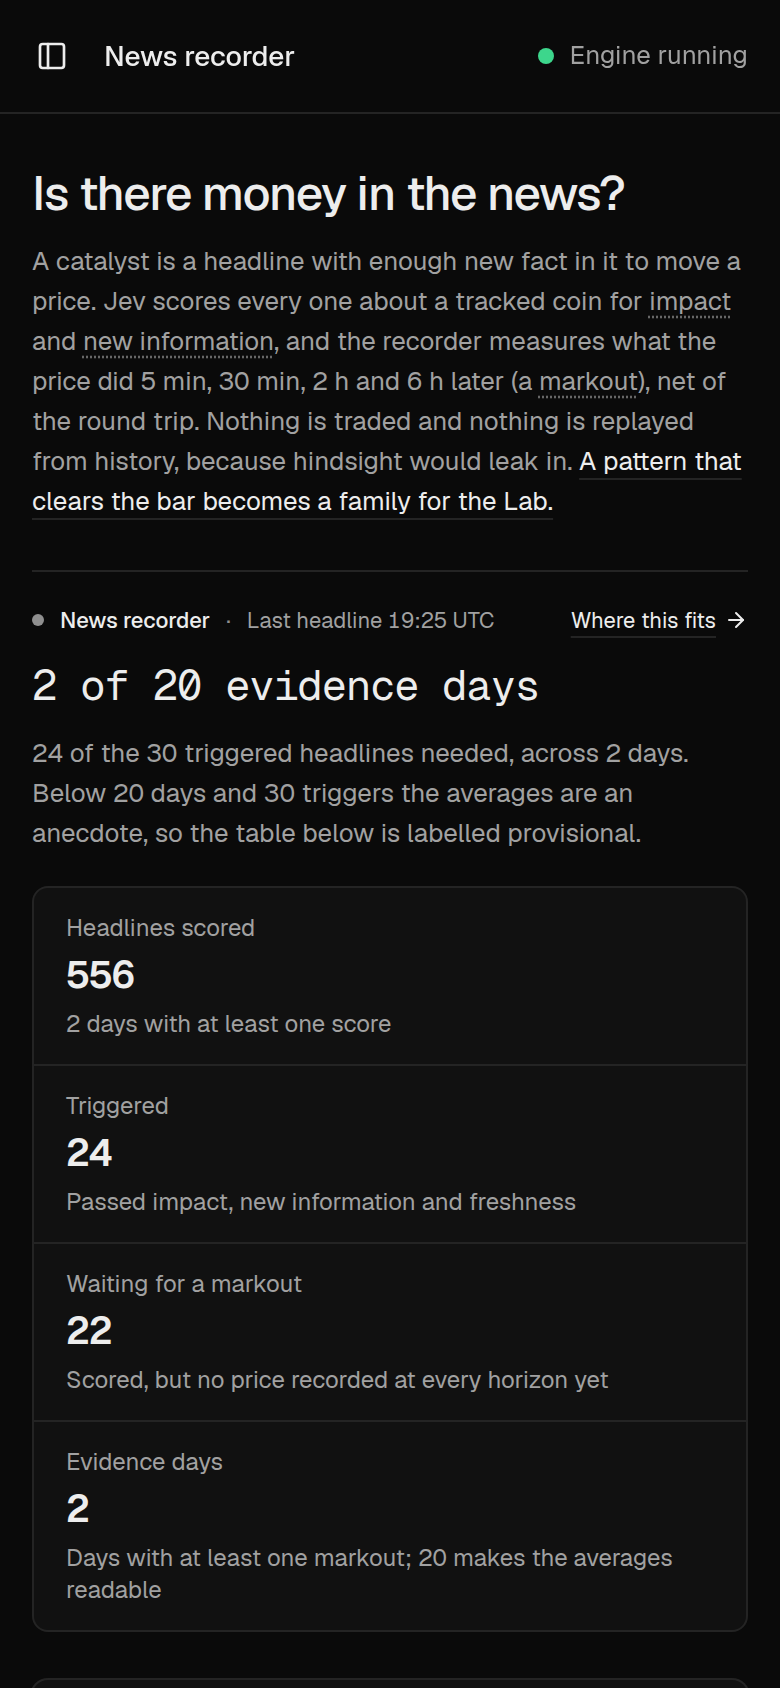 News recorder
Engine running
Is there money in the news?
A catalyst is a headline with enough new fact in it to move a
price. Jev scores every one about a tracked coin for impact
and new information, and the recorder measures what the
price did 5 min, 30 min, 2 h and 6 h later (a markout), net of
the round trip. Nothing is traded and nothing is replayed
from history, because hindsight would leak in. A pattern that
clears the bar becomes a family for the Lab.
News recorder · Last headline 19:25 UTC
Where this fits →
2 of 20 evidence days
24 of the 30 triggered headlines needed, across 2 days.
Below 20 days and 30 triggers the averages are an
anecdote, so the table below is labelled provisional.
Headlines scored
556
2 days with at least one score
Triggered
24
Passed impact, new information and freshness
Waiting for a markout
22
Scored, but no price recorded at every horizon yet
Evidence days
2
Days with at least one markout; 20 makes the averages
readable